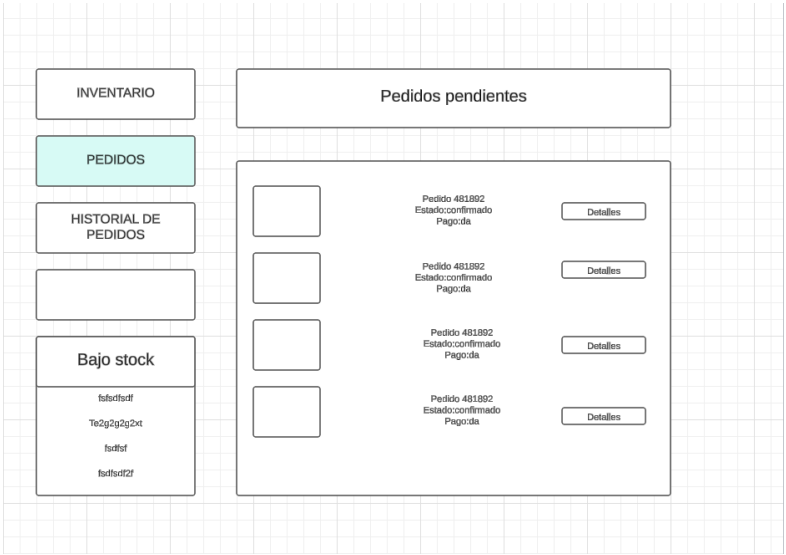 INVENTARIO
PEDIDOS
HISTORIAL DE
PEDIDOS
Bajo stock
fsfsdfsdf
Te2g2g2g2xt
fsdfsf
fsdfsdf2f
Pedidos pendientes
Pedido 481892
Estado:confirmado
Pago:da
Detalles
Pedido 481892
Estado:confirmado
Pago:da
Detalles
Pedido 481892
Estado:confirmado
Pago:da
Detalles
Pedido 481892
Estado:confirmado
Pago:da
Detalles